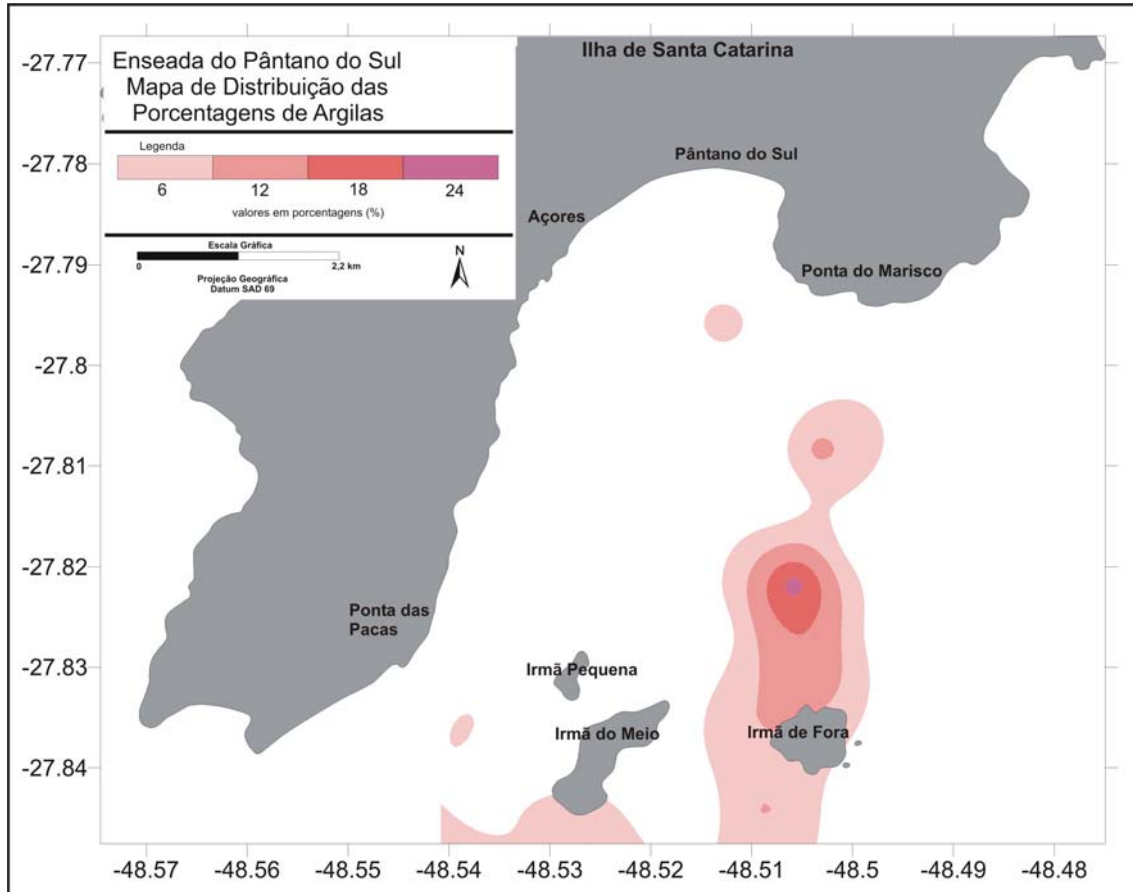 Enseada do Pântano do Sul
Mapa de Distribuição das
Porcentagens de Argilas
Legenda
6 12 18 24
valores em porcentagens (%)
Escala Gráfica
0 2,2 km
Projeção Geográfica
Datum SAD 69
N
Ilha de Santa Catarina
Pântano do Sul
Açores
Ponta do Marisco
Ponta das
Pacas
Irmã Pequena
Irmã do Meio
Irmã de Fora
-27.77
-27.78
-27.79
-27.8
-27.81
-27.82
-27.83
-27.84
-48.57 -48.56 -48.55 -48.54 -48.53 -48.52 -48.51 -48.5 -48.49 -48.48